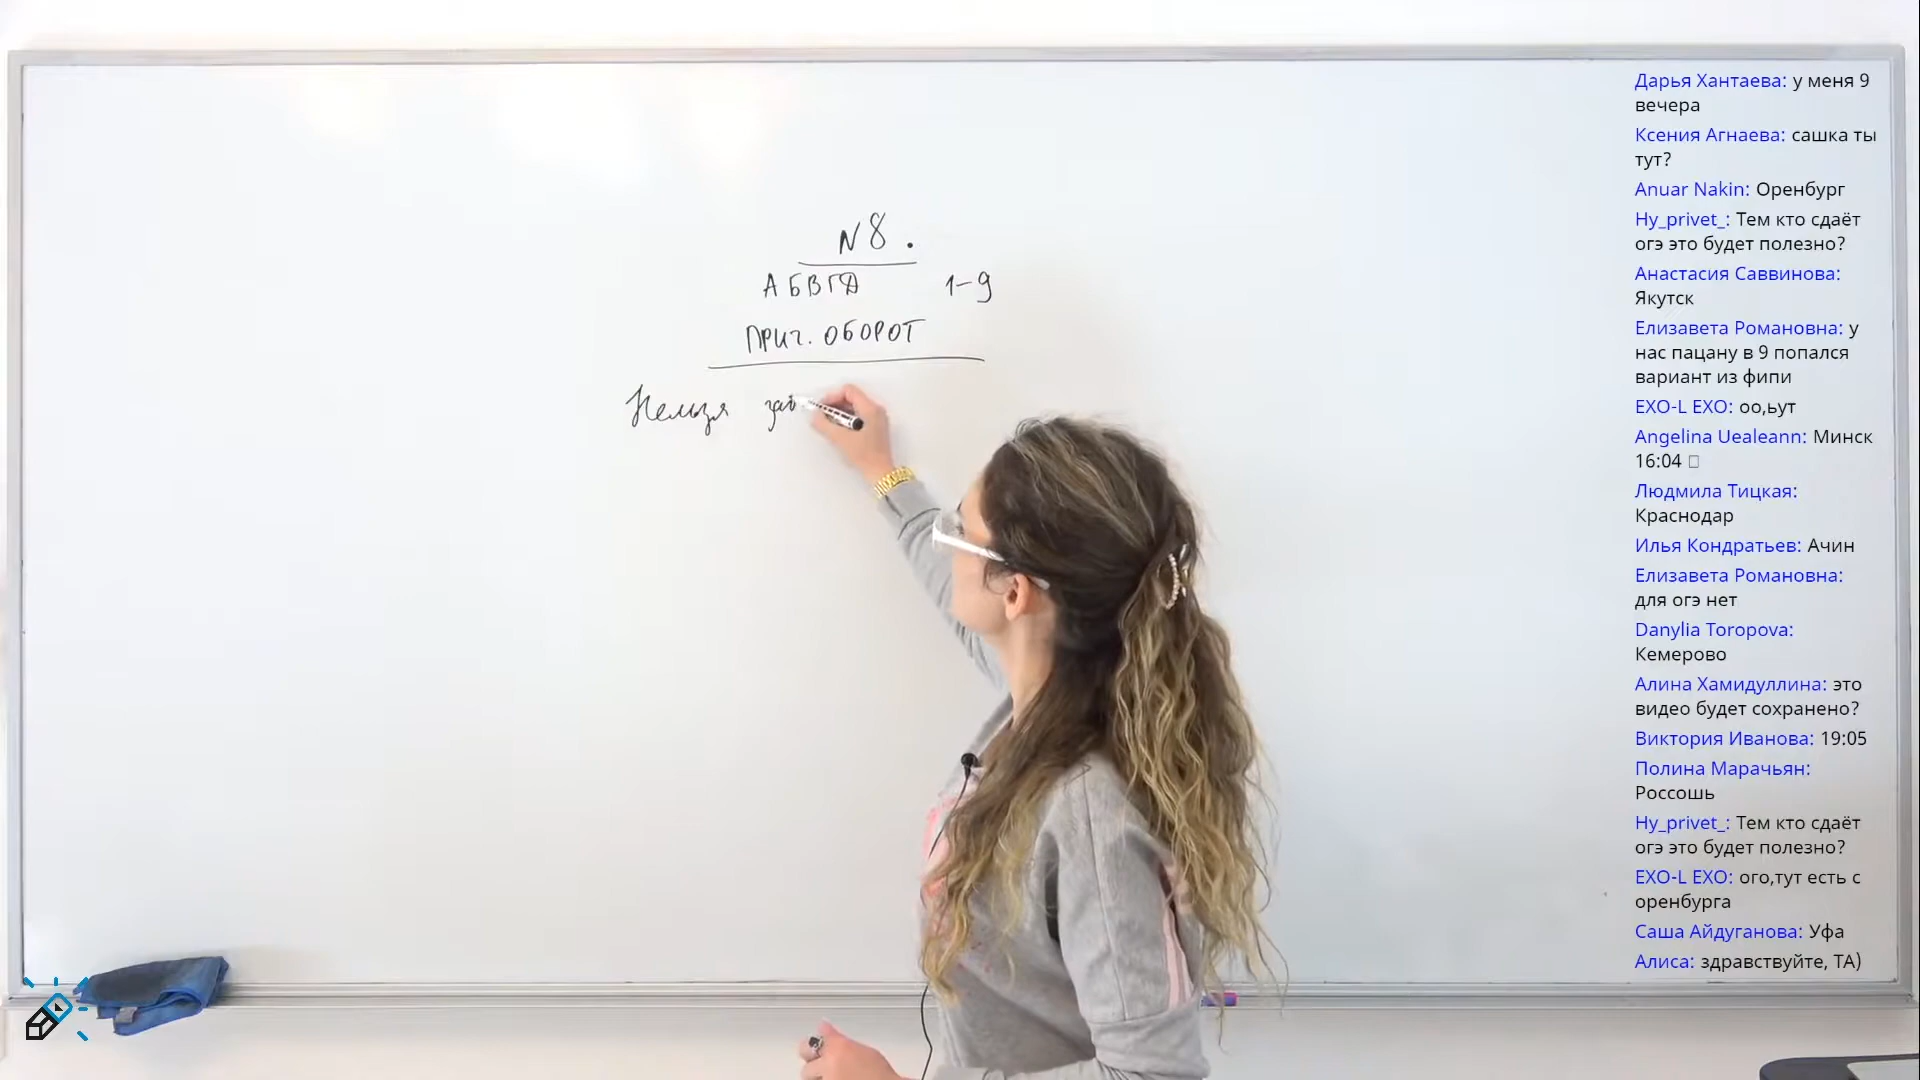 N8.
АБВГД 1-9
ПРИЧ. ОБОРОТ
Нельзя
Дарья Хантаева: у меня 9
вечера
Ксения Агнаева: сашка ты
тут?
Anuar Nakin: Оренбург
Hy_privet_: Тем кто сдаёт
огэ это будет полезно?
Анастасия Саввинова:
Якутск
Елизавета Романовна: у
нас пацану в 9 попался
вариант из фипи
EXO-L EXO: оо,ьут
Angelina Uealeann: Минск
16:04
Людмила Тицкая:
Краснодар
Илья Кондратьев: Ачин
Елизавета Романовна:
для огэ нет
Danylia Toropova:
Кемерово
Алина Хамидуллина: это
видео будет сохранено?
Виктория Иванова: 19:05
Полина Марачьян:
Россошь
Hy_privet_: Тем кто сдаёт
огэ это будет полезно?
EXO-L EXO: ого,тут есть с
оренбурга
Саша Айдуганова: Уфа
Алиса: здравствуйте, ТА)